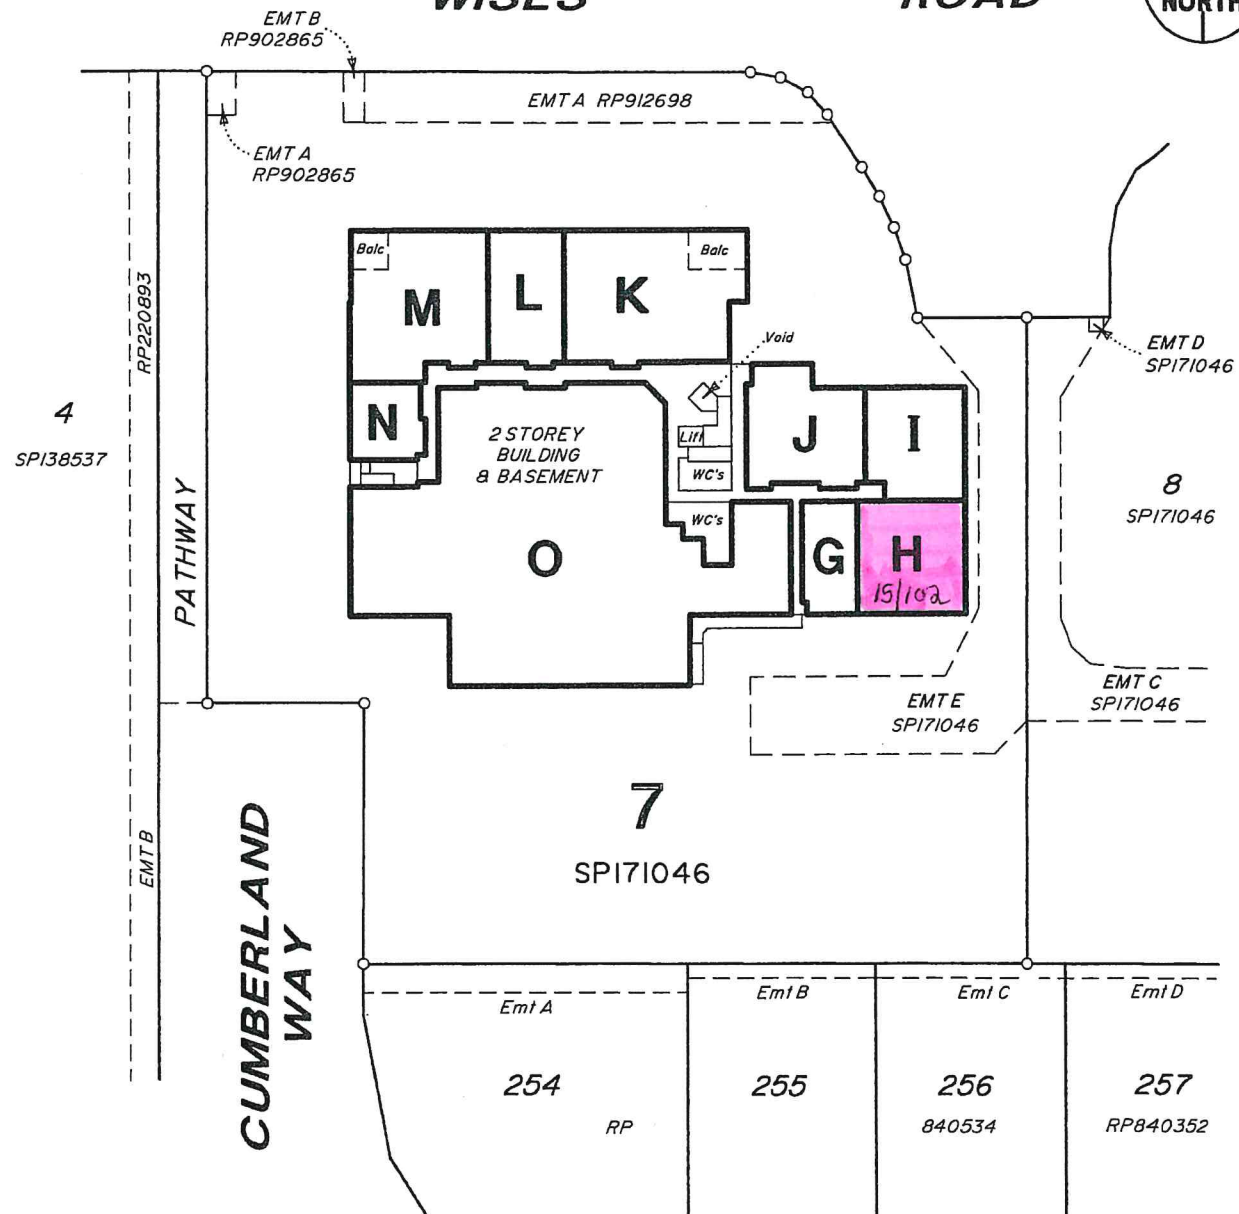 WISES ROAD
NORTH
EMT B
RP902865
EMT A RP912698
EMT A
RP902865
RP220893
Balc
Balc
M
L
K
Void
EMT D
SP171046
4
SP138537
N
2 STOREY
BUILDING
& BASEMENT
Lift
WC's
J
I
8
SP171046
WC's
PATHWAY
O
G
H
15/102
EMT E
SP171046
EMT C
SP171046
7
SP171046
EMT B
CUMBERLAND
WAY
Emt A
Emt B
Emt C
Emt D
254
255
256
257
RP
840534
RP840352